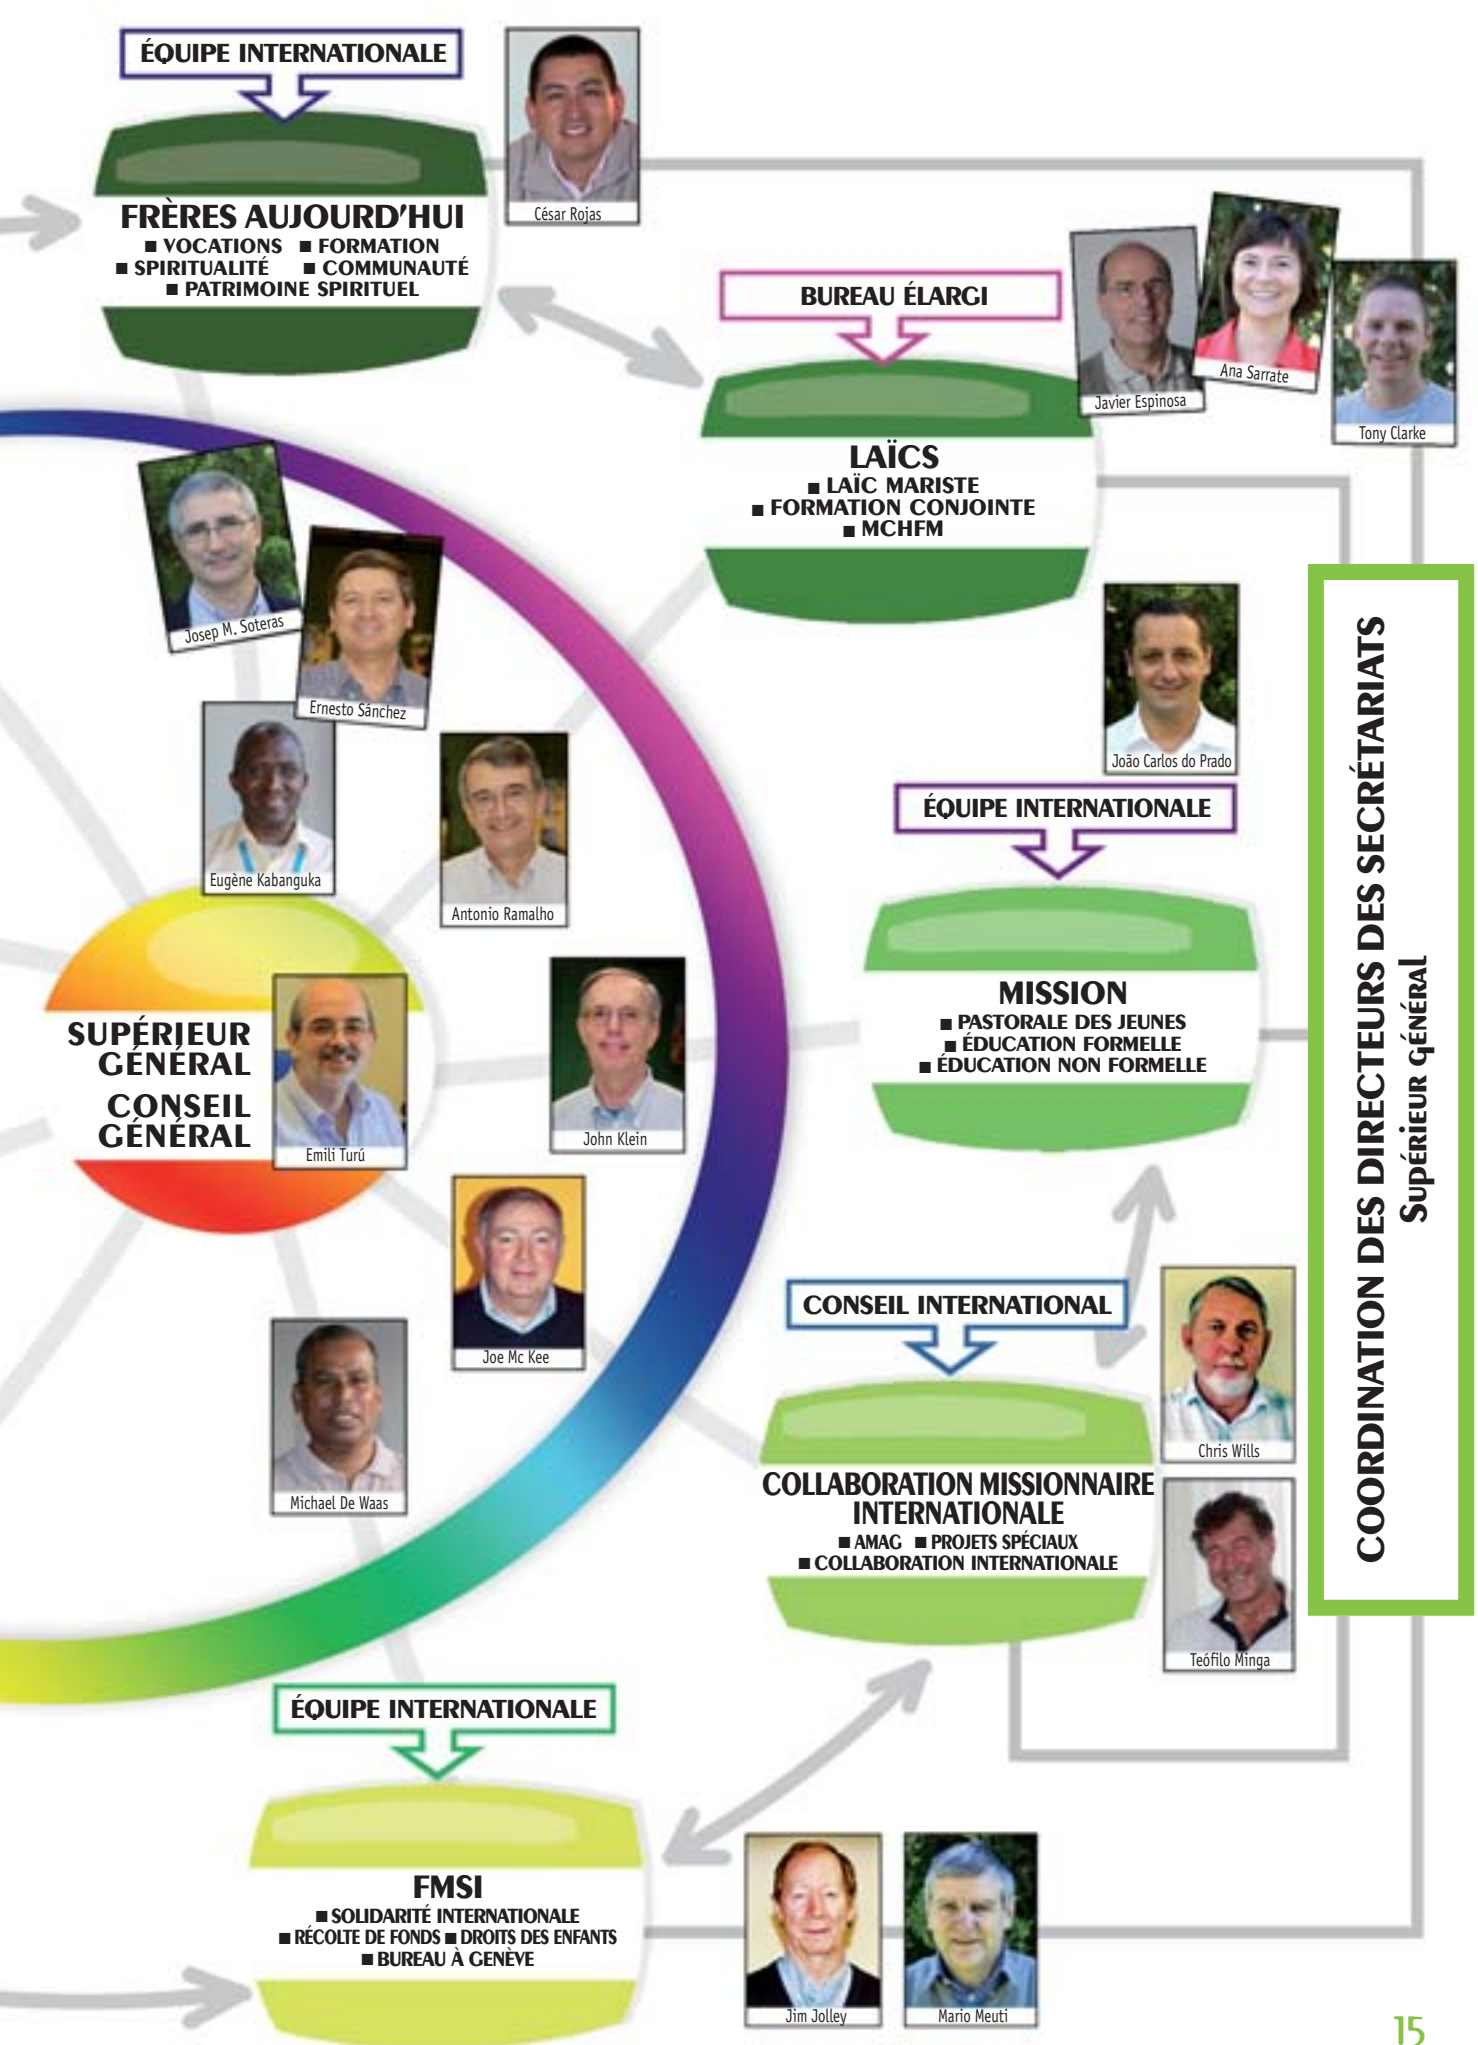 ÉQUIPE INTERNATIONALE
César Rojas
FRÈRES AUJOURD'HUI
■ VOCATIONS ■ FORMATION
■ SPIRITUALITÉ ■ COMMUNAUTÉ
■ PATRIMOINE SPIRITUEL
BUREAU ÉLARGI
Javier Espinosa
Ana Sarrate
Tony Clarke
LAÏCS
■ LAÏC MARISTE
■ FORMATION CONJOINTE
■ MCHFM
Josep M. Soteras
Ernesto Sánchez
Eugène Kabanguka
Antonio Ramalho
SUPÉRIEUR
GÉNÉRAL
CONSEIL
GÉNÉRAL
Emili Turú
John Klein
Joe Mc Kee
Michael De Waas
João Carlos do Prado
ÉQUIPE INTERNATIONALE
MISSION
■ PASTORALE DES JEUNES
■ ÉDUCATION FORMELLE
■ ÉDUCATION NON FORMELLE
CONSEIL INTERNATIONAL
Chris Wills
COLLABORATION MISSIONNAIRE
INTERNATIONALE
■ AMAG ■ PROJETS SPÉCIAUX
■ COLLABORATION INTERNATIONALE
Teófilo Minga
ÉQUIPE INTERNATIONALE
FMSI
■ SOLIDARITÉ INTERNATIONALE
■ RÉCOLTE DE FONDS ■ DROITS DES ENFANTS
■ BUREAU À GENÈVE
Jim Jolley
Mario Meuti
COORDINATION DES DIRECTEURS DES SECRÉTARIATS
Supérieur général
15